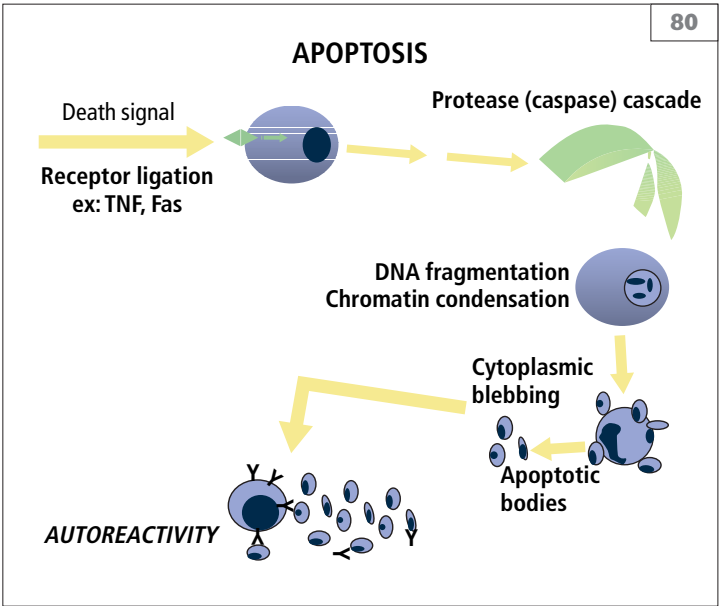 80
APOPTOSIS
Death signal
Protease (caspase) cascade
Receptor ligation
ex: TNF, Fas
DNA fragmentation
Chromatin condensation
Cytoplasmic
blebbing
Apoptotic
bodies
AUTOREACTIVITY